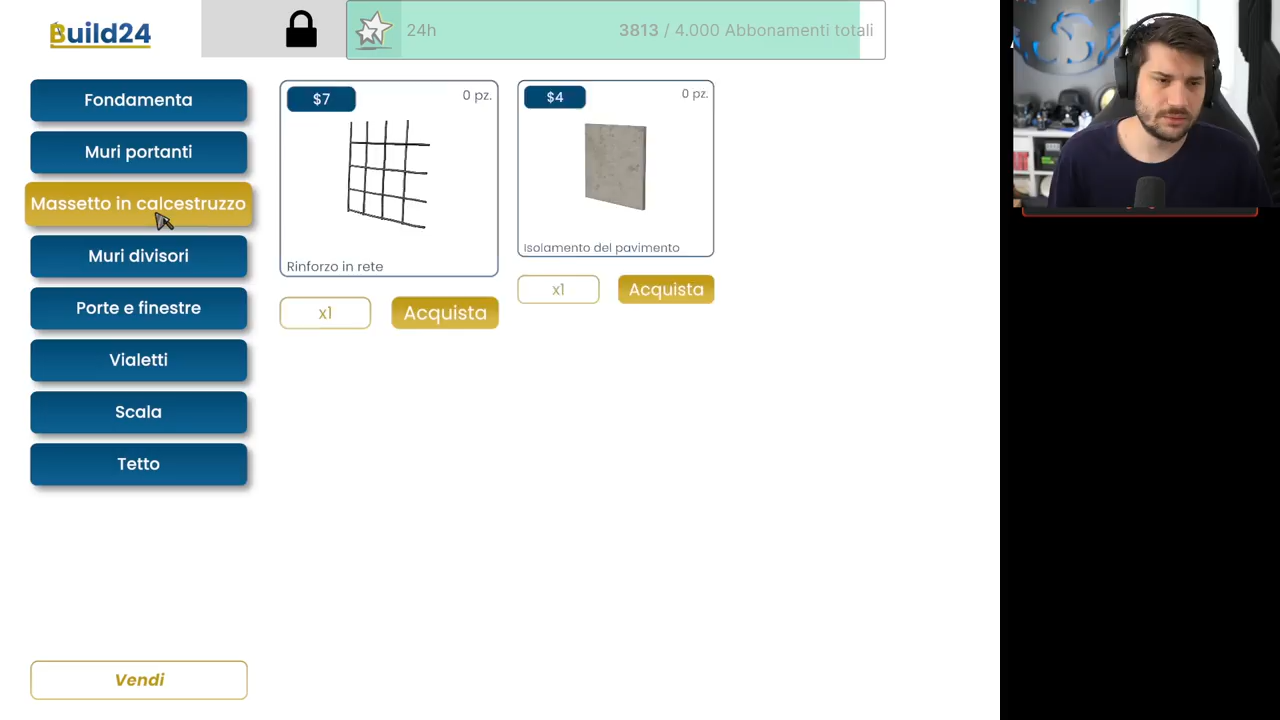 Build24
24h
3813 / 4.000 Abbonamenti totali
Fondamenta
Muri portanti
Massetto in calcestruzzo
Muri divisori
Porte e finestre
Vialetti
Scala
Tetto
Vendi
$7
0 pz.
Rinforzo in rete
x1
Acquista
$4
0 pz.
Isolamento del pavimento
x1
Acquista